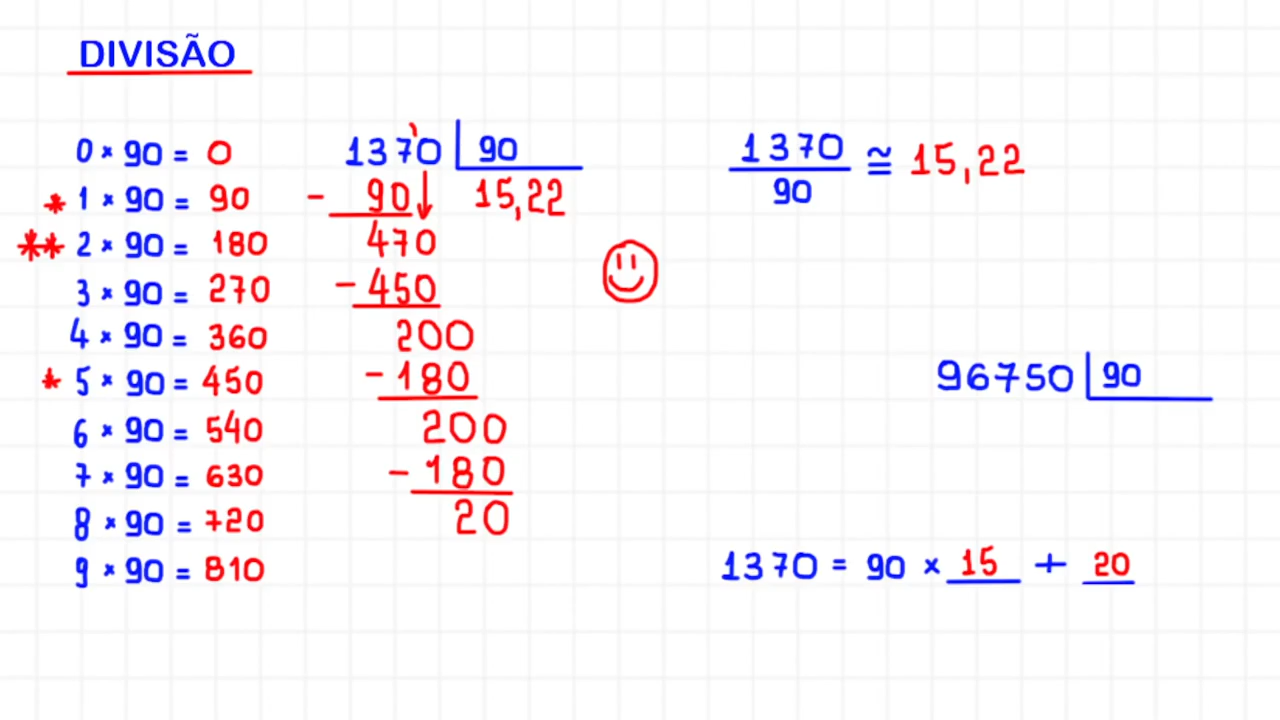 DIVISÃO
0 × 90 = 0
* 1 × 90 = 90
** 2 × 90 = 180
3 × 90 = 270
4 × 90 = 360
* 5 × 90 = 450
6 × 90 = 540
7 × 90 = 630
8 × 90 = 720
9 × 90 = 810
1370 | 90
- 90 15,22
470
- 450
200
- 180
200
- 180
20
1370 / 90 ≅ 15,22
96750 | 90
1370 = 90 × 15 + 20